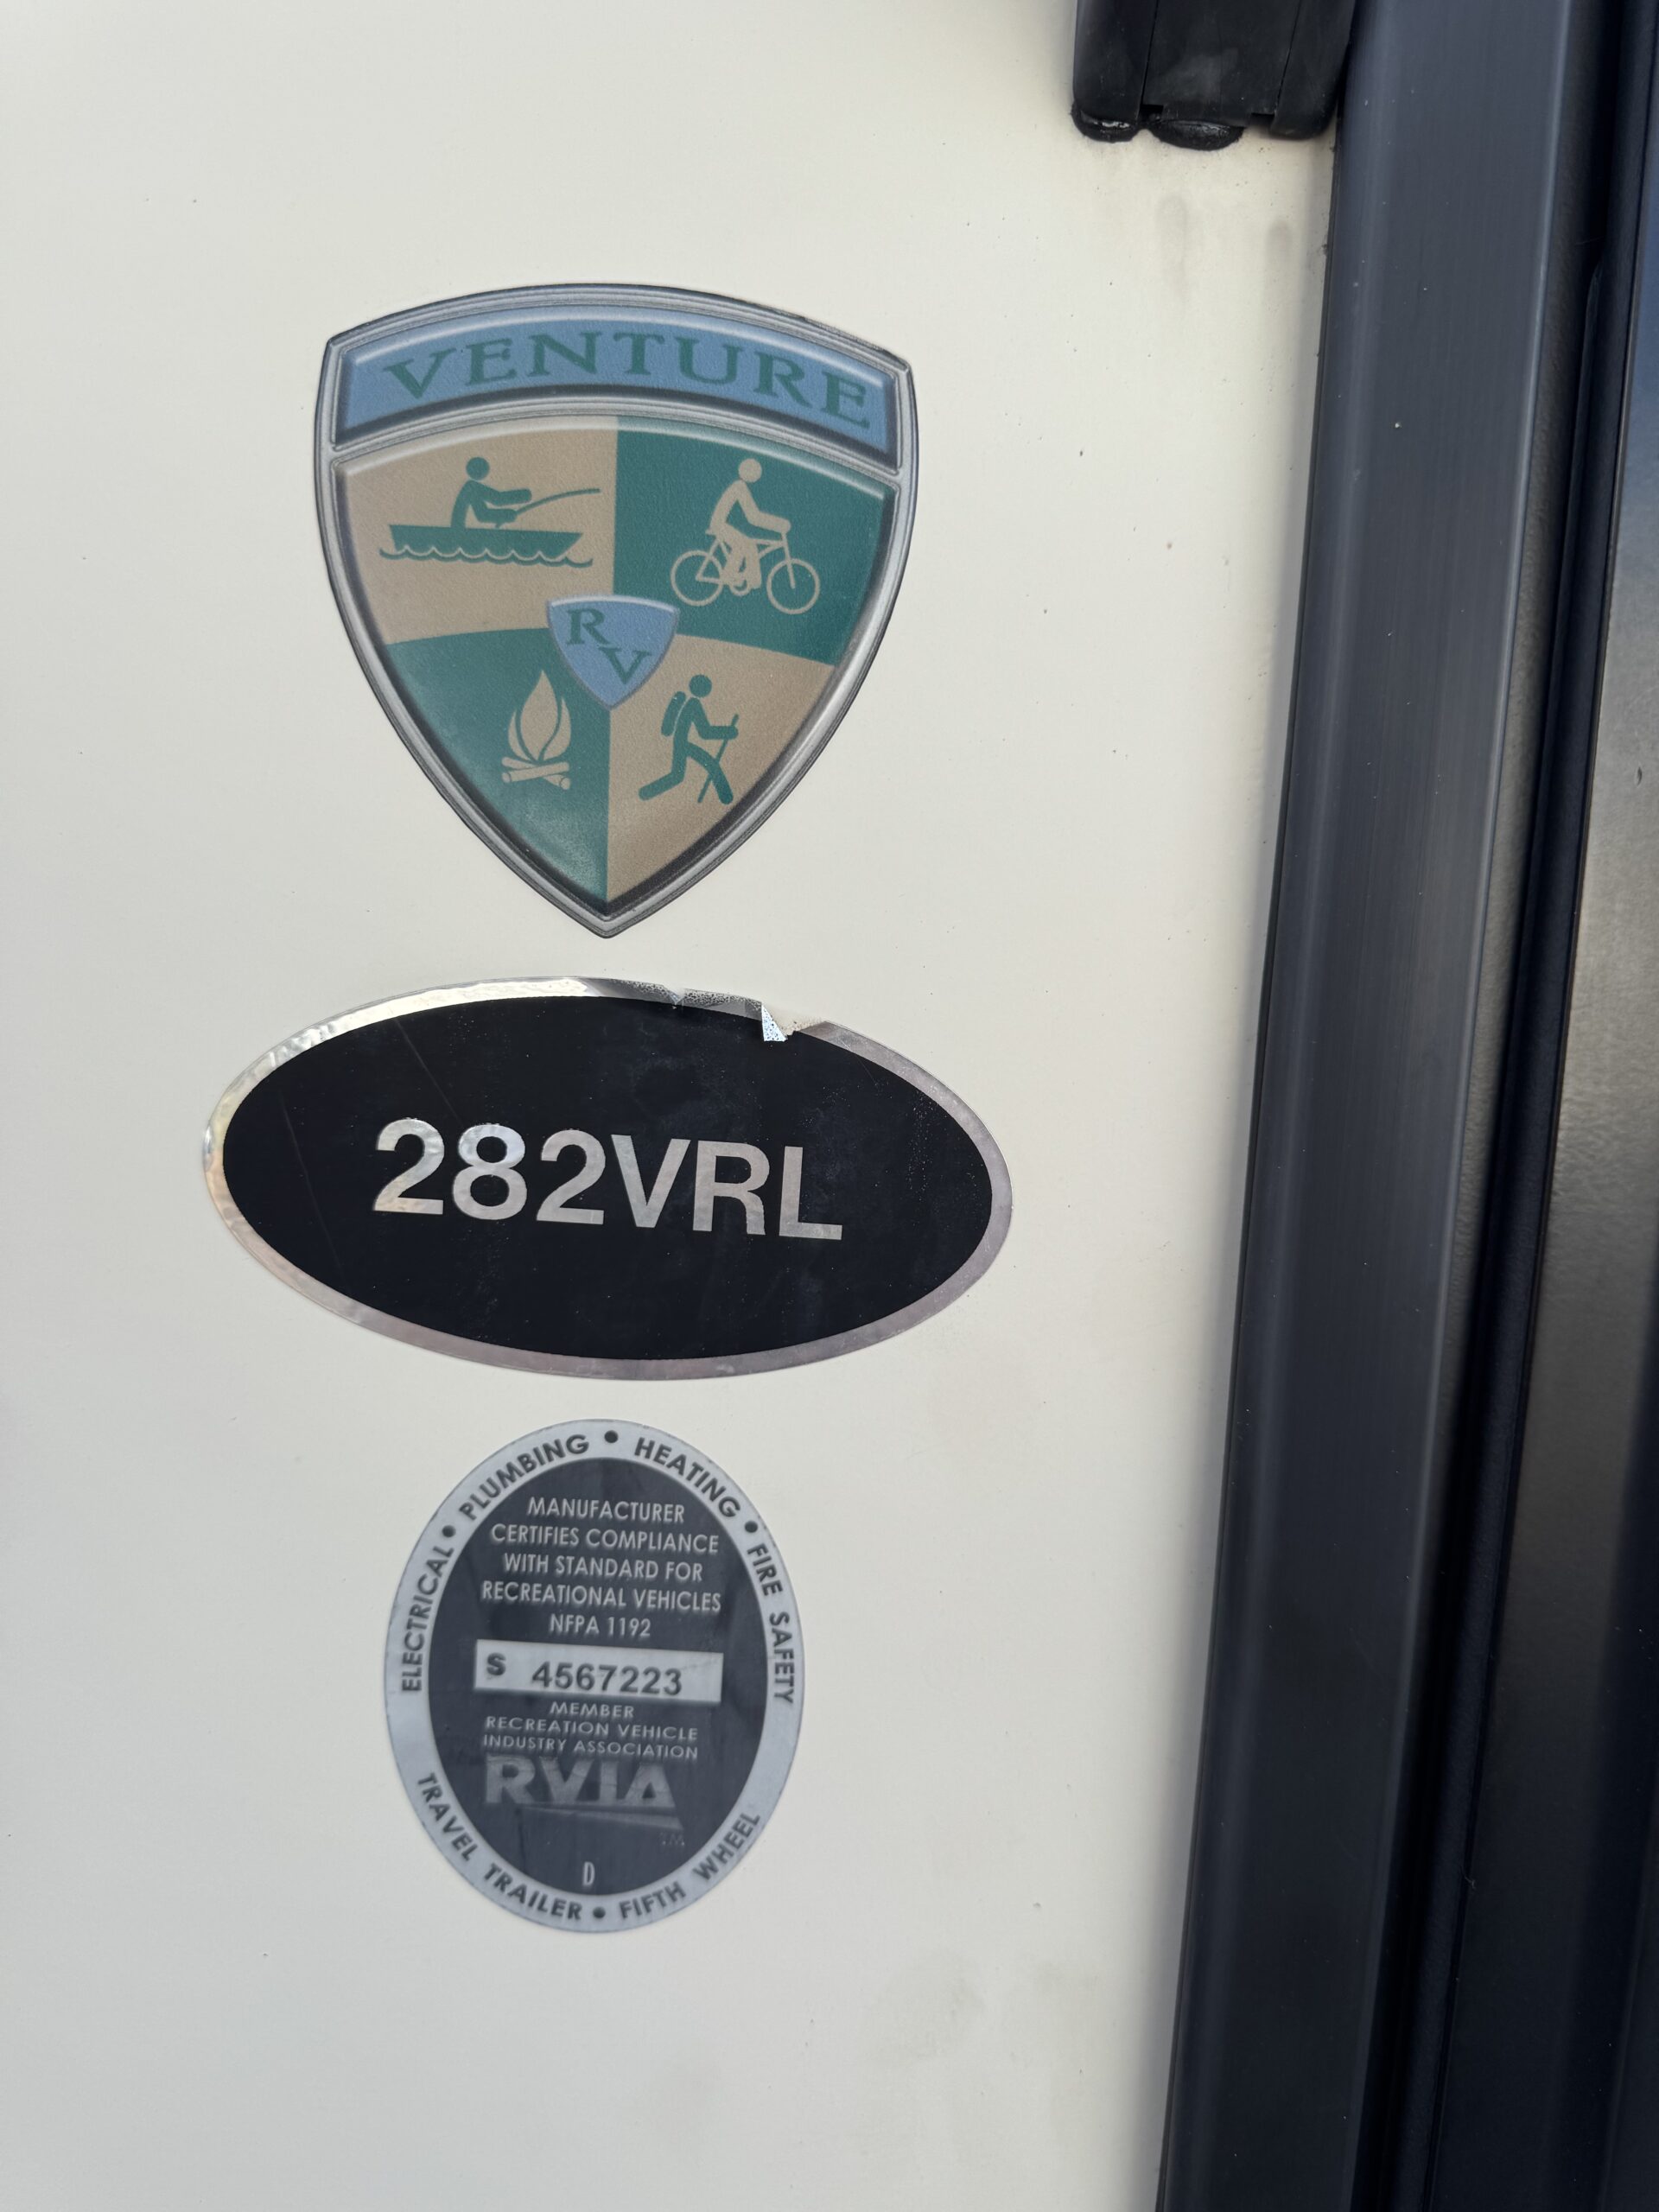 VENTURE
RV
282VRL
ELECTRICAL • PLUMBING • HEATING • FIRE SAFETY
MANUFACTURER
CERTIFIES COMPLIANCE
WITH STANDARD FOR
RECREATIONAL VEHICLES
NFPA 1192
S 4567223
MEMBER
RECREATION VEHICLE
INDUSTRY ASSOCIATION
RVIA
TM
D
TRAVEL TRAILER • FIFTH WHEEL